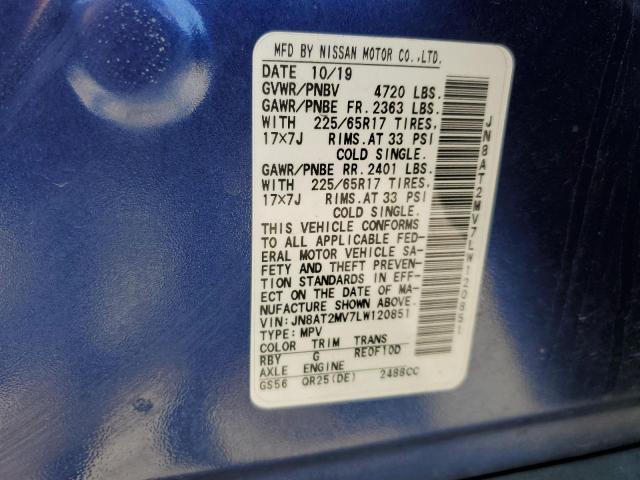 MFD BY NISSAN MOTOR CO.,LTD.
DATE 10/19
GVWR/PNBV 4720 LBS.
GAWR/PNBE FR. 2363 LBS.
WITH 225/65R17 TIRES.
17X7J RIMS.AT 33 PSI
COLD SINGLE.
GAWR/PNBE RR. 2401 LBS.
WITH 225/65R17 TIRES.
17X7J RIMS.AT 33 PSI
COLD SINGLE.
THIS VEHICLE CONFORMS
TO ALL APPLICABLE FED-
ERAL MOTOR VEHICLE SA-
FETY AND THEFT PREVEN-
TION STANDARDS IN EFF-
ECT ON THE DATE OF MA-
NUFACTURE SHOWN ABOVE.
VIN:JN8AT2MV7LW120851
TYPE:MPV
COLOR TRIM TRANS
RBY G RE0F10D
AXLE ENGINE
GS56 QR25(DE) 2488CC
JN8AT2MV7LW120851